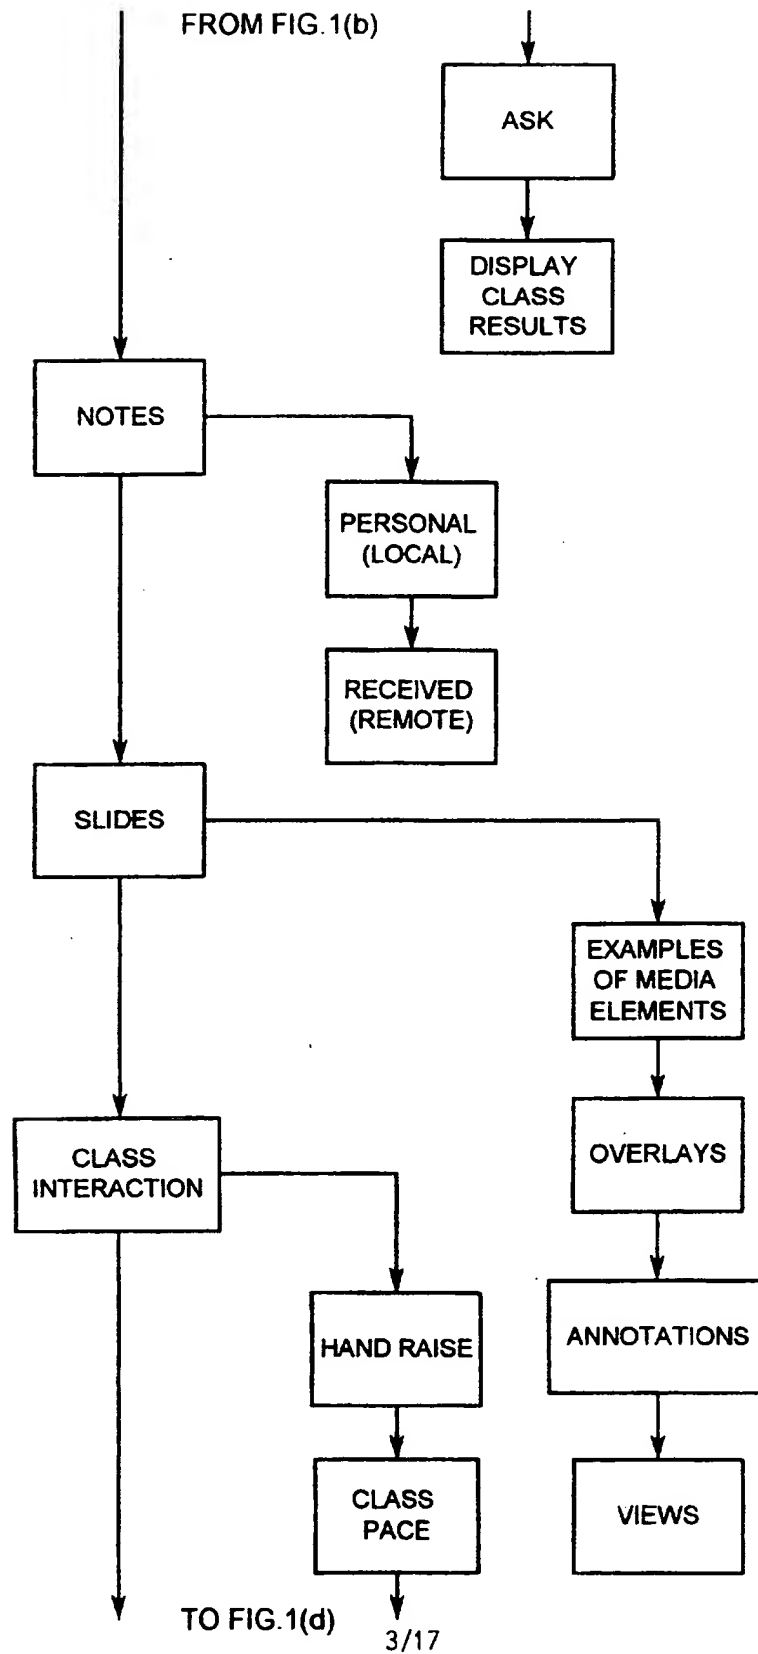 FROM FIG.1(b)
ASK
DISPLAY
CLASS
RESULTS
NOTES
PERSONAL
(LOCAL)
RECEIVED
(REMOTE)
SLIDES
EXAMPLES
OF MEDIA
ELEMENTS
CLASS
INTERACTION
OVERLAYS
HAND RAISE
ANNOTATIONS
CLASS
PACE
VIEWS
TO FIG.1(d)
3/17